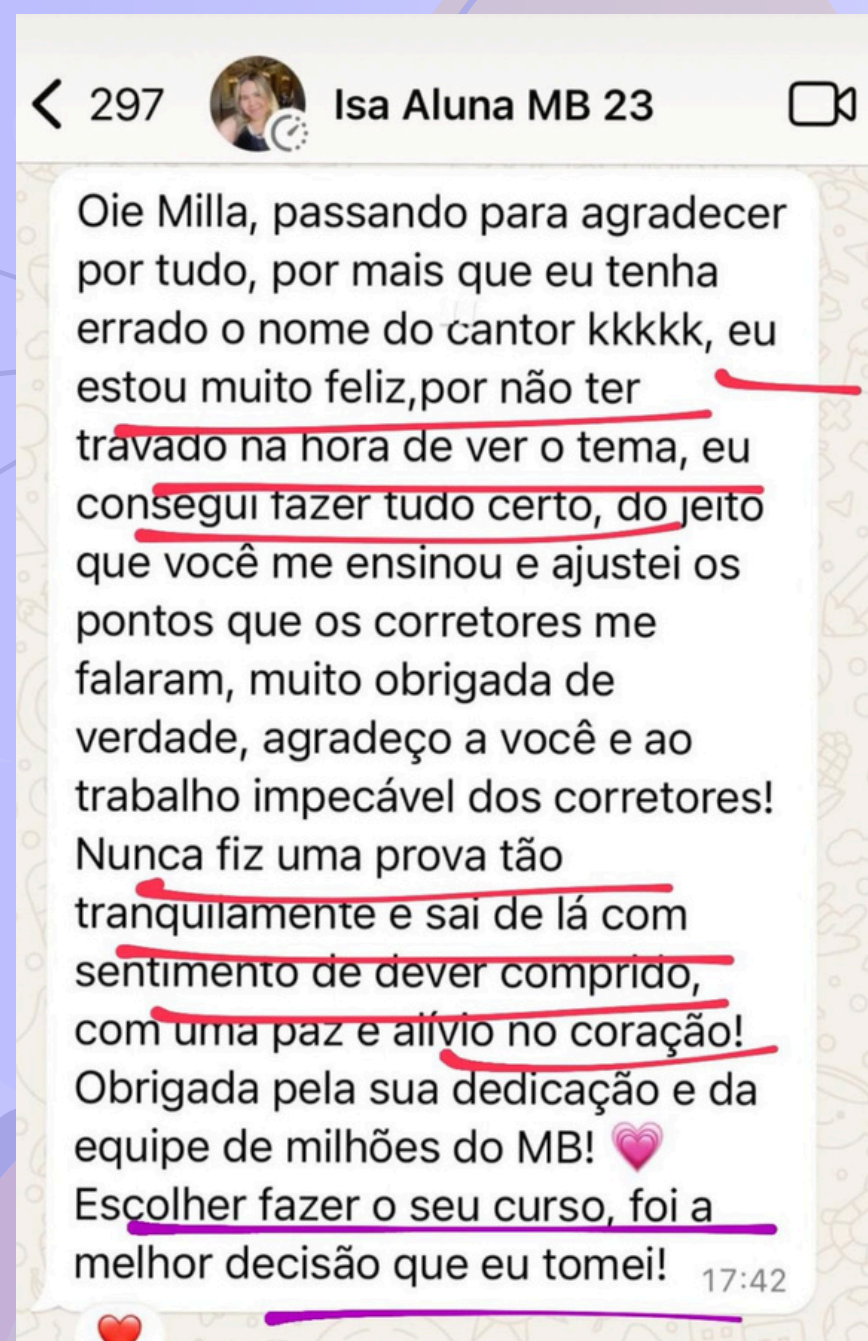 297
Isa Aluna MB 23
Oie Milla, passando para agradecer
por tudo, por mais que eu tenha
errado o nome do cantor kkkkk, eu
estou muito feliz,por não ter
travado na hora de ver o tema, eu
consegui fazer tudo certo, do jeito
que você me ensinou e ajustei os
pontos que os corretores me
falaram, muito obrigada de
verdade, agradeço a você e ao
trabalho impecável dos corretores!
Nunca fiz uma prova tão
tranquilamente e sai de lá com
sentimento de dever comprido,
com uma paz e alívio no coração!
Obrigada pela sua dedicação e da
equipe de milhões do MB! 💗
Escolher fazer o seu curso, foi a
melhor decisão que eu tomei!
17:42